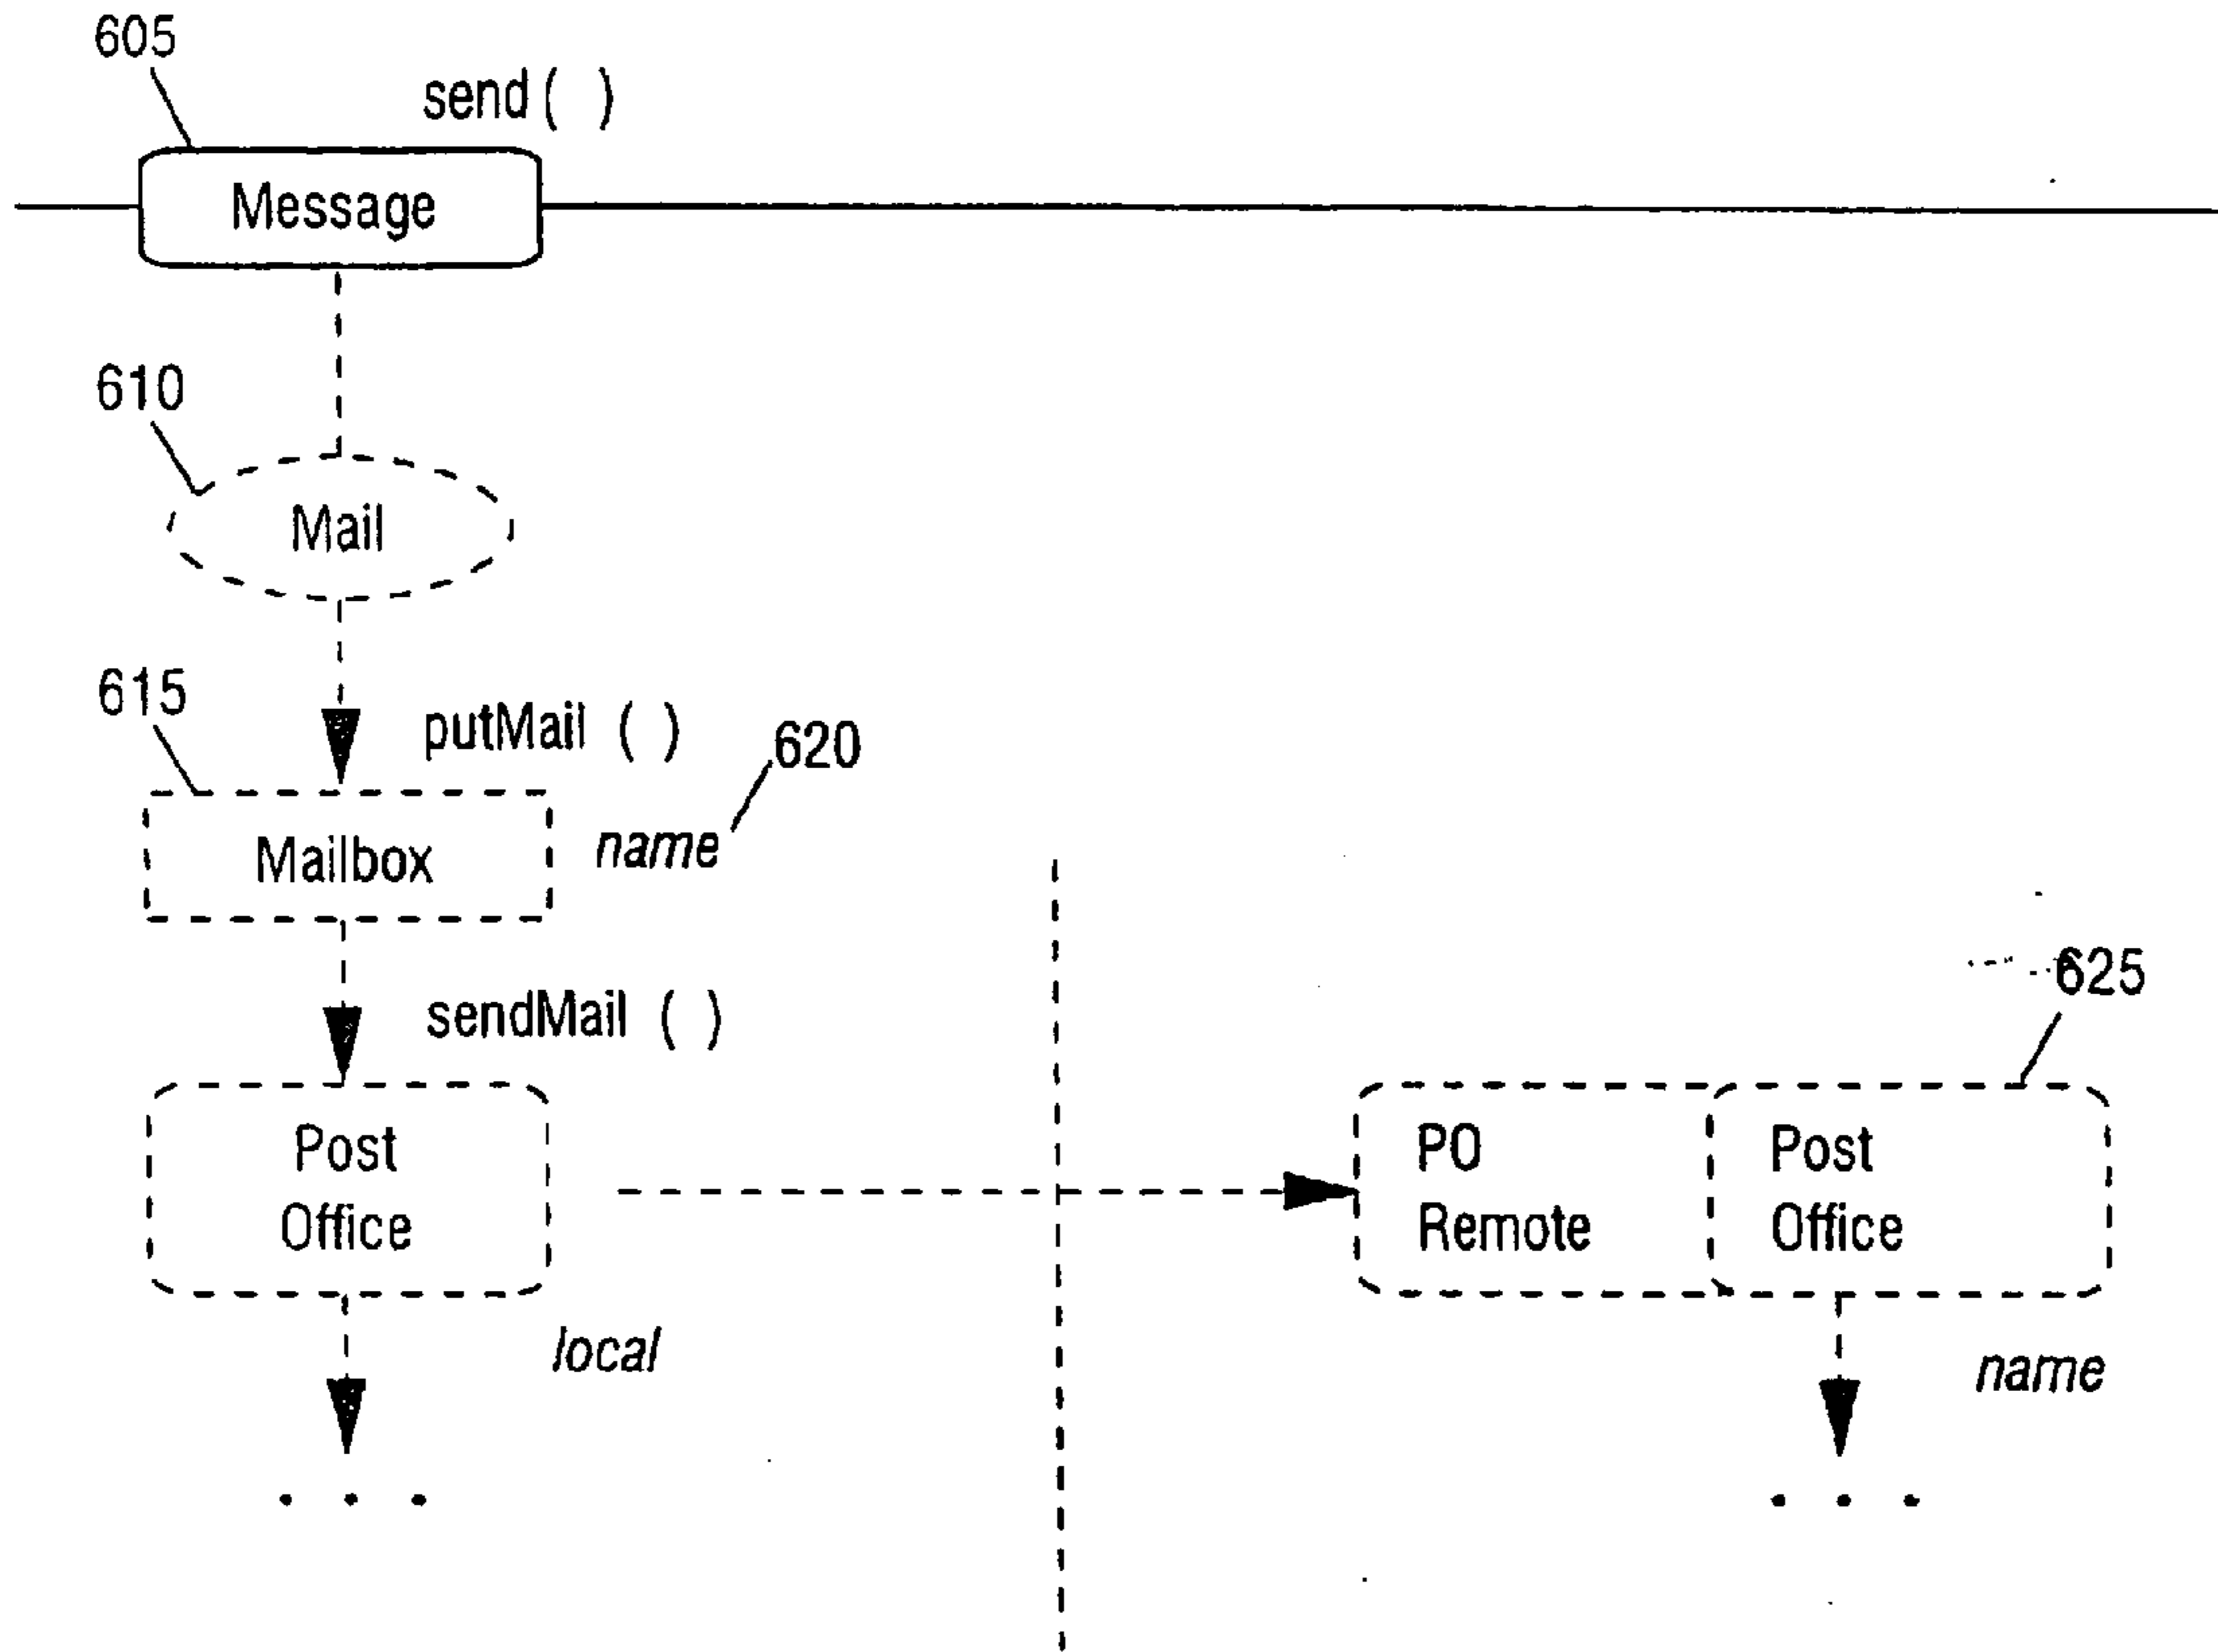 605
send ( )
Message
610
Mail
615
putMail ( )
620
Mailbox
name
625
sendMail ( )
Post
Office
PO
Remote
Post
Office
local
name
. . .
. . .